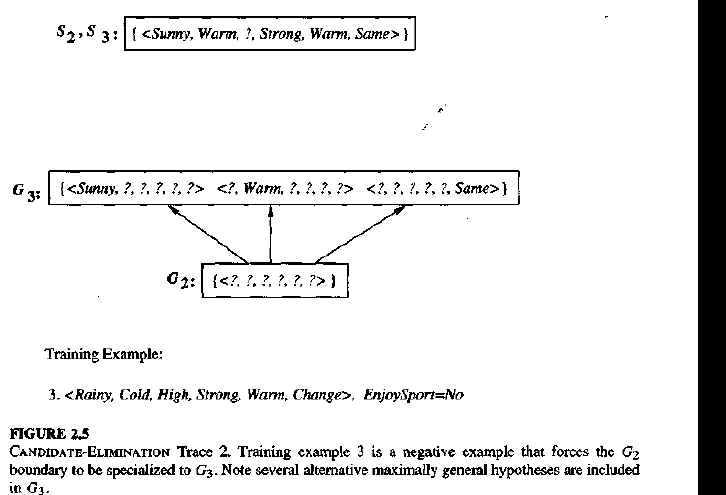 S2, S3: { <Sunny, Warm, ?, Strong, Warm, Same> }
G3: {<Sunny, ?, ?, ?, ?, ?> <?, Warm, ?, ?, ?, ?> <?, ?, ?, ?, ?, Same>}
G2: {<?, ?, ?, ?, ?, ?> }
Training Example:
3. <Rainy, Cold, High, Strong, Warm, Change>, EnjoySport=No
FIGURE 2.5
CANDIDATE-ELIMINATION Trace 2. Training example 3 is a negative example that forces the G2
boundary to be specialized to G3. Note several alternative maximally general hypotheses are included
in G3.